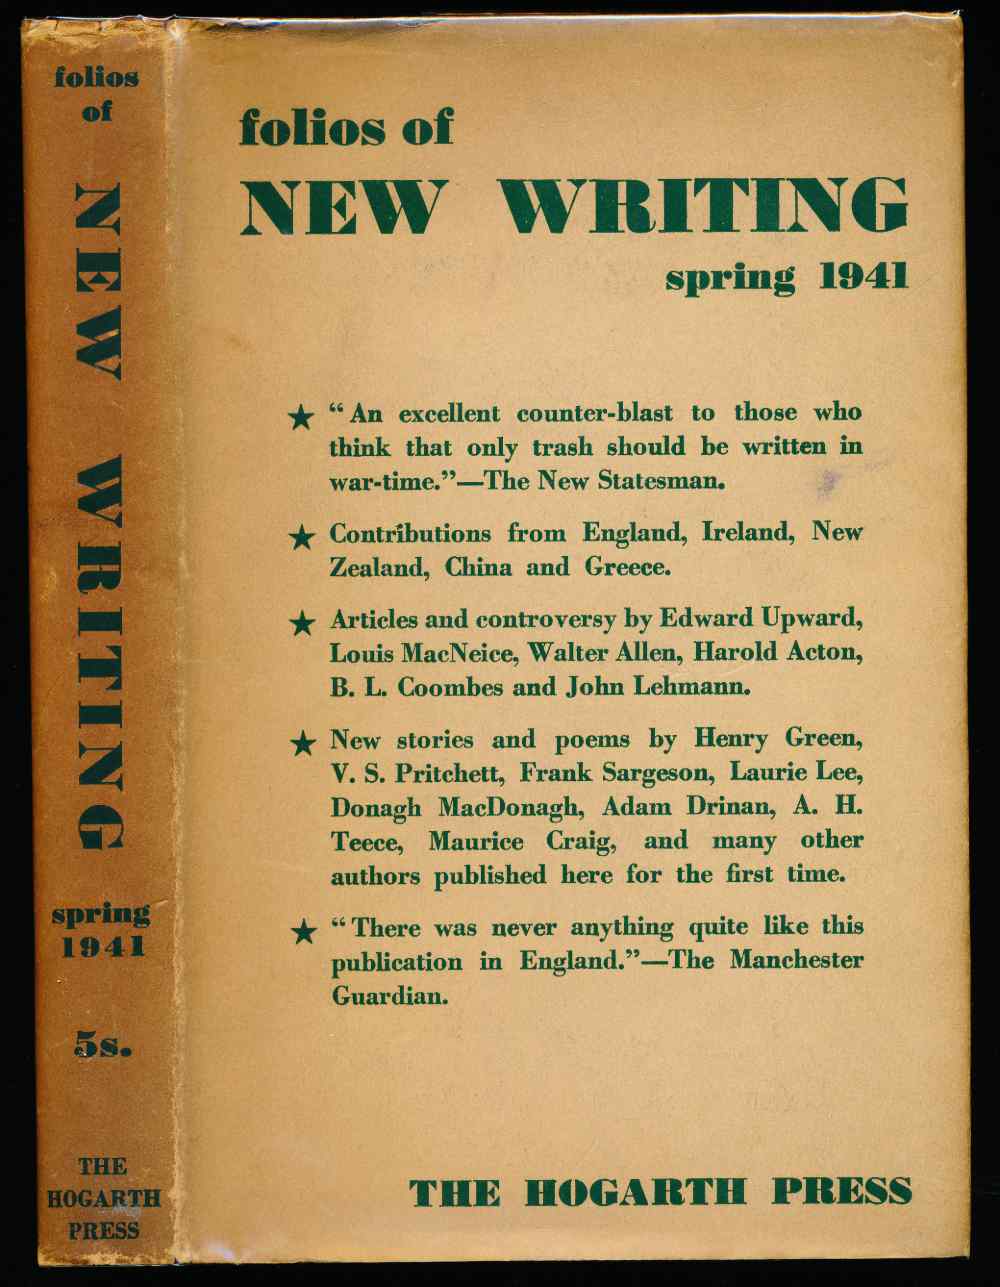 folios
of
NEW WRITING
spring
1941
5s.
THE
HOGARTH
PRESS
folios of
NEW WRITING
spring 1941
★ “An excellent counter-blast to those who
think that only trash should be written in
war-time.”—The New Statesman.
★ Contributions from England, Ireland, New
Zealand, China and Greece.
★ Articles and controversy by Edward Upward,
Louis MacNeice, Walter Allen, Harold Acton,
B. L. Coombes and John Lehmann.
★ New stories and poems by Henry Green,
V. S. Pritchett, Frank Sargeson, Laurie Lee,
Donagh MacDonagh, Adam Drinan, A. H.
Teece, Maurice Craig, and many other
authors published here for the first time.
★ “There was never anything quite like this
publication in England.”—The Manchester
Guardian.
THE HOGARTH PRESS